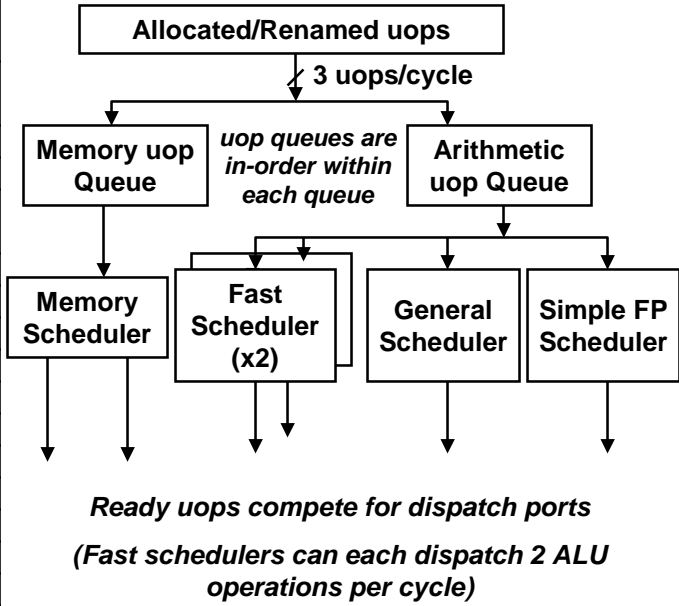 Allocated/Renamed uops
3 uops/cycle
Memory uop
Queue
uop queues are
in-order within
each queue
Arithmetic
uop Queue
Memory
Scheduler
Fast
Scheduler
(x2)
General
Scheduler
Simple FP
Scheduler
Ready uops compete for dispatch ports
(Fast schedulers can each dispatch 2 ALU
operations per cycle)